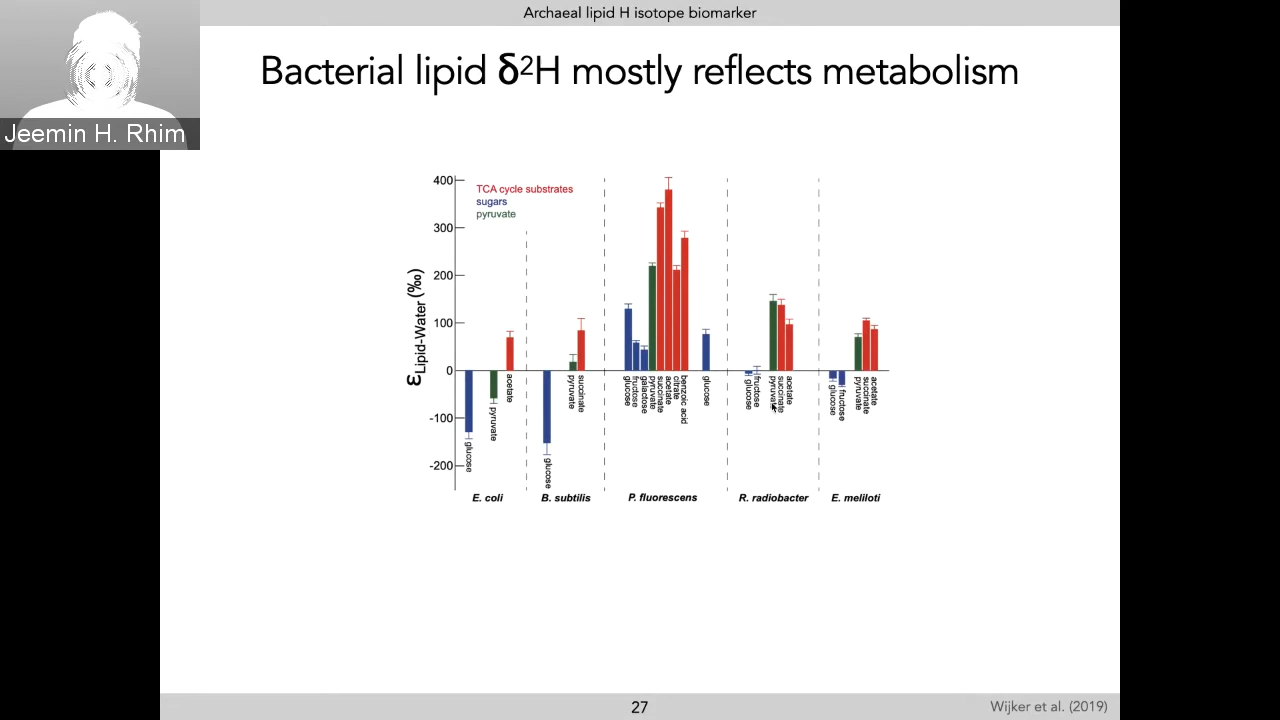 Archaeal lipid H isotope biomarker
Jeemin H. Rhim
Bacterial lipid δ²H mostly reflects metabolism
εLipid-Water (‰)
400
300
200
100
0
-100
-200
TCA cycle substrates
sugars
pyruvate
glucose
pyruvate
acetate
glucose
pyruvate
succinate
glucose
fructose
galactose
pyruvate
succinate
acetate
citrate
benzoic acid
glucose
glucose
fructose
pyruvate
succinate
acetate
glucose
fructose
pyruvate
succinate
acetate
E. coli
B. subtilis
P. fluorescens
R. radiobacter
E. meliloti
27
Wijker et al. (2019)